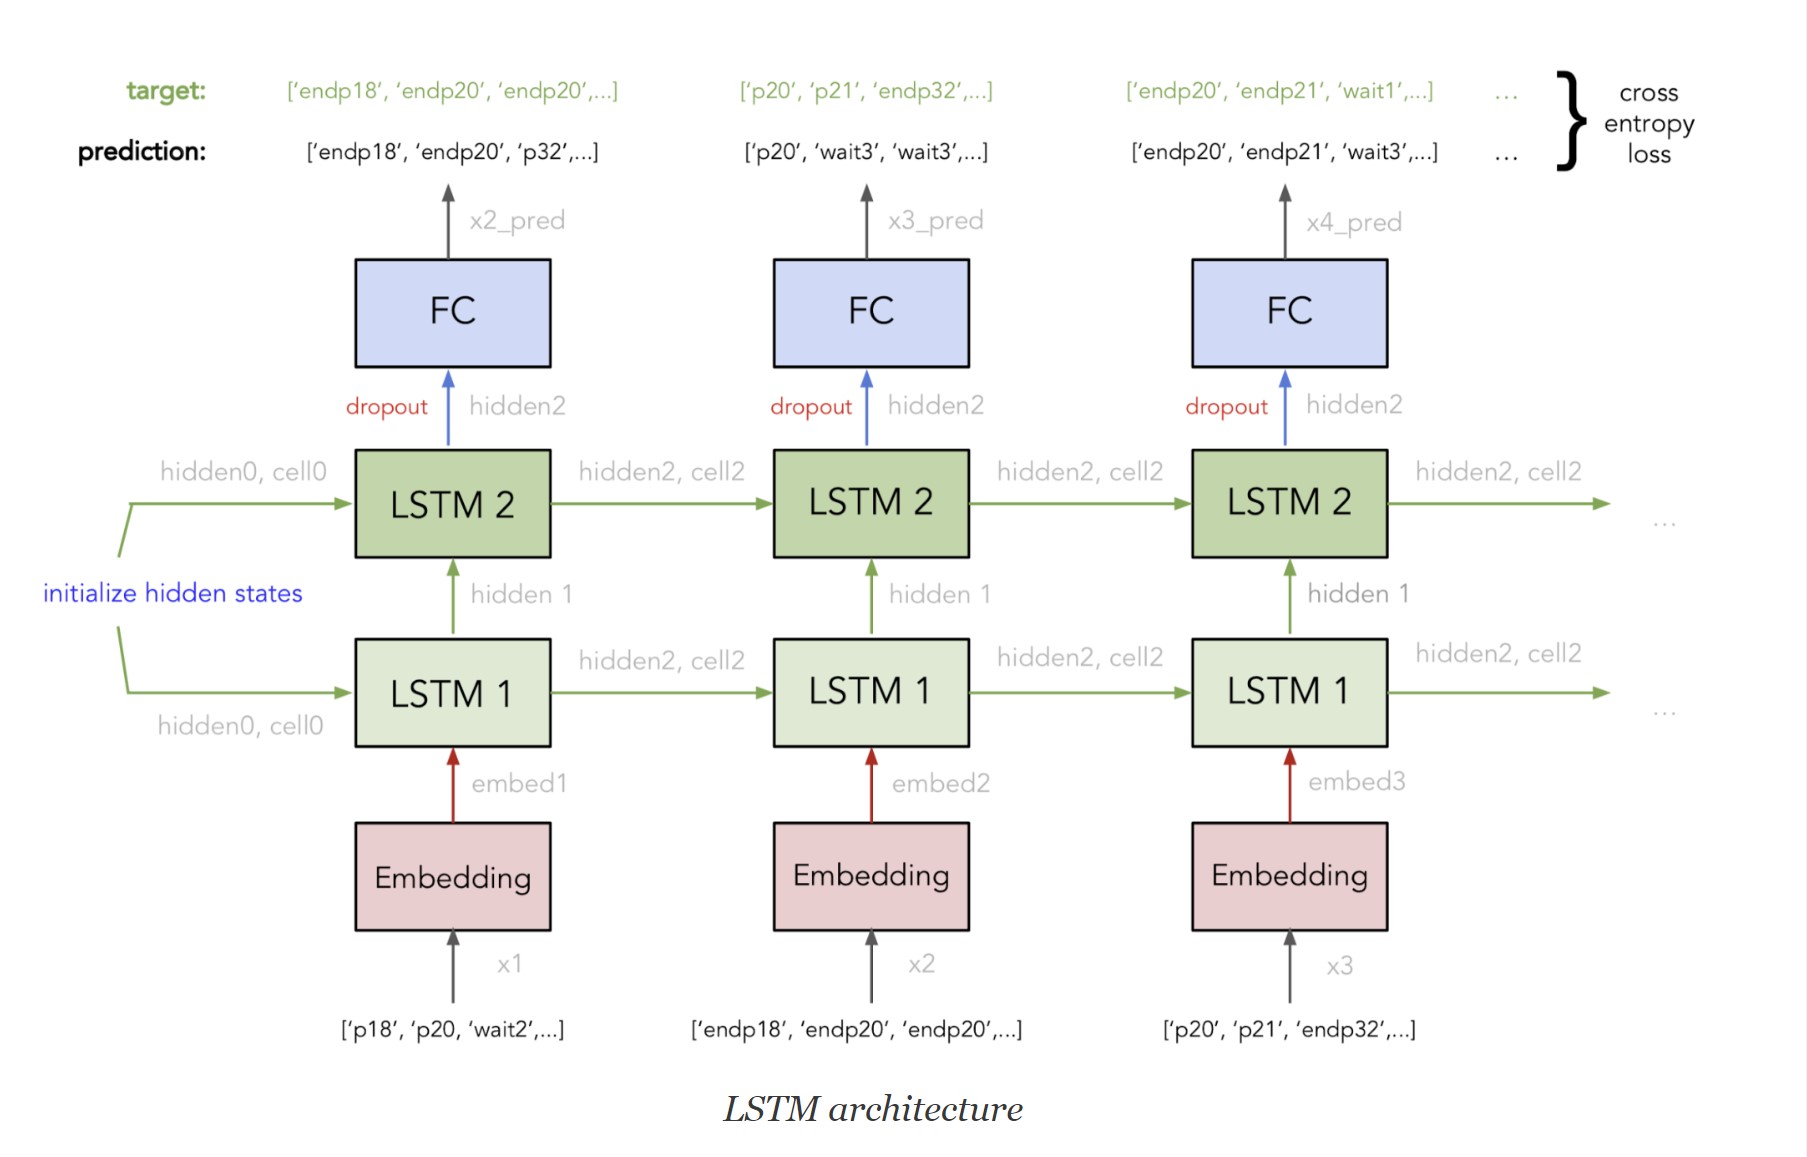 target: ['endp18', 'endp20', 'endp20',...] ['p20', 'p21', 'endp32',...] ['endp20', 'endp21', 'wait1',...] ...
prediction: ['endp18', 'endp20', 'p32',...] ['p20', 'wait3', 'wait3',...] ['endp20', 'endp21', 'wait3',...] ...
} cross
entropy
loss
x2_pred x3_pred x4_pred
FC FC FC
dropout hidden2 dropout hidden2 dropout hidden2
hidden0, cell0 hidden2, cell2 hidden2, cell2 hidden2, cell2
LSTM 2 LSTM 2 LSTM 2 ...
initialize hidden states hidden 1 hidden 1 hidden 1
hidden2, cell2 hidden2, cell2 hidden2, cell2
LSTM 1 LSTM 1 LSTM 1 ...
hidden0, cell0
embed1 embed2 embed3
Embedding Embedding Embedding
x1 x2 x3
['p18', 'p20, 'wait2',...] ['endp18', 'endp20', 'endp20',...] ['p20', 'p21', 'endp32',...]
LSTM architecture